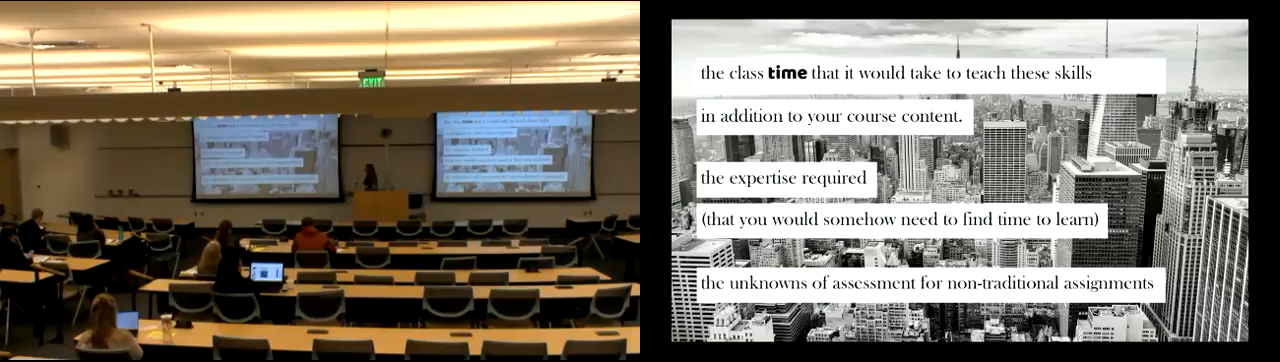 EXIT
the class time that it would take to teach these skills
in addition to your course content.
the expertise required
(that you would somehow need to find time to learn)
the unknowns of assessment for non-traditional assignments